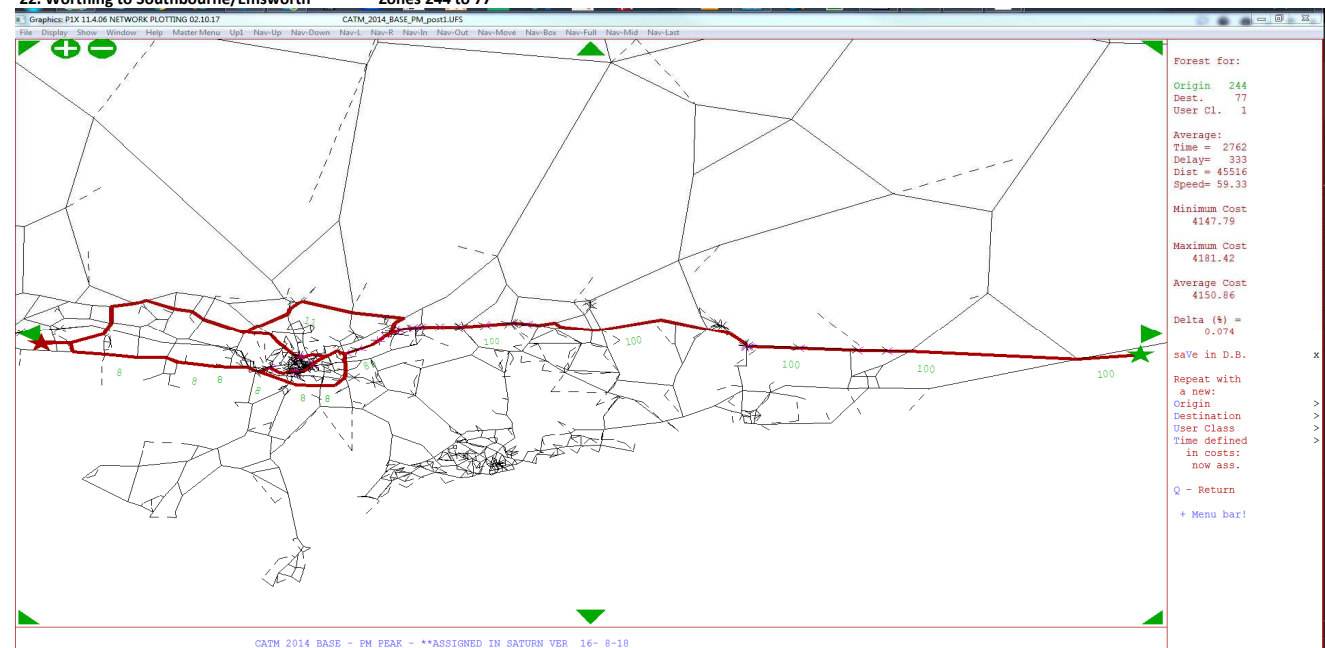 22. Worthing to Southbourne/Emsworth Zones 244 to 77
Graphics: P1X 11.4.06 NETWORK PLOTTING 02.10.17 CATM_2014_BASE_PM_post1.UFS
File Display Show Window Help Master Menu Up1 Nav-Up Nav-Down Nav-L Nav-R Nav-In Nav-Out Nav-Move Nav-Box Nav-Full Nav-Mid Nav-Last
Forest for:
Origin 244
Dest. 77
User Cl. 1
Average:
Time = 2762
Delay= 333
Dist = 45516
Speed= 59.33
Minimum Cost
4147.79
Maximum Cost
4181.42
Average Cost
4150.86
Delta (%) =
0.074
saVe in D.B. x
Repeat with
a new:
Origin >
Destination >
User Class >
Time defined >
in costs:
now ass.
Q - Return
+ Menu bar!
100
100
100
100
100
8
8
8
8
8
8
CATM 2014 BASE - PM PEAK - **ASSIGNED IN SATURN VER 16- 8-18